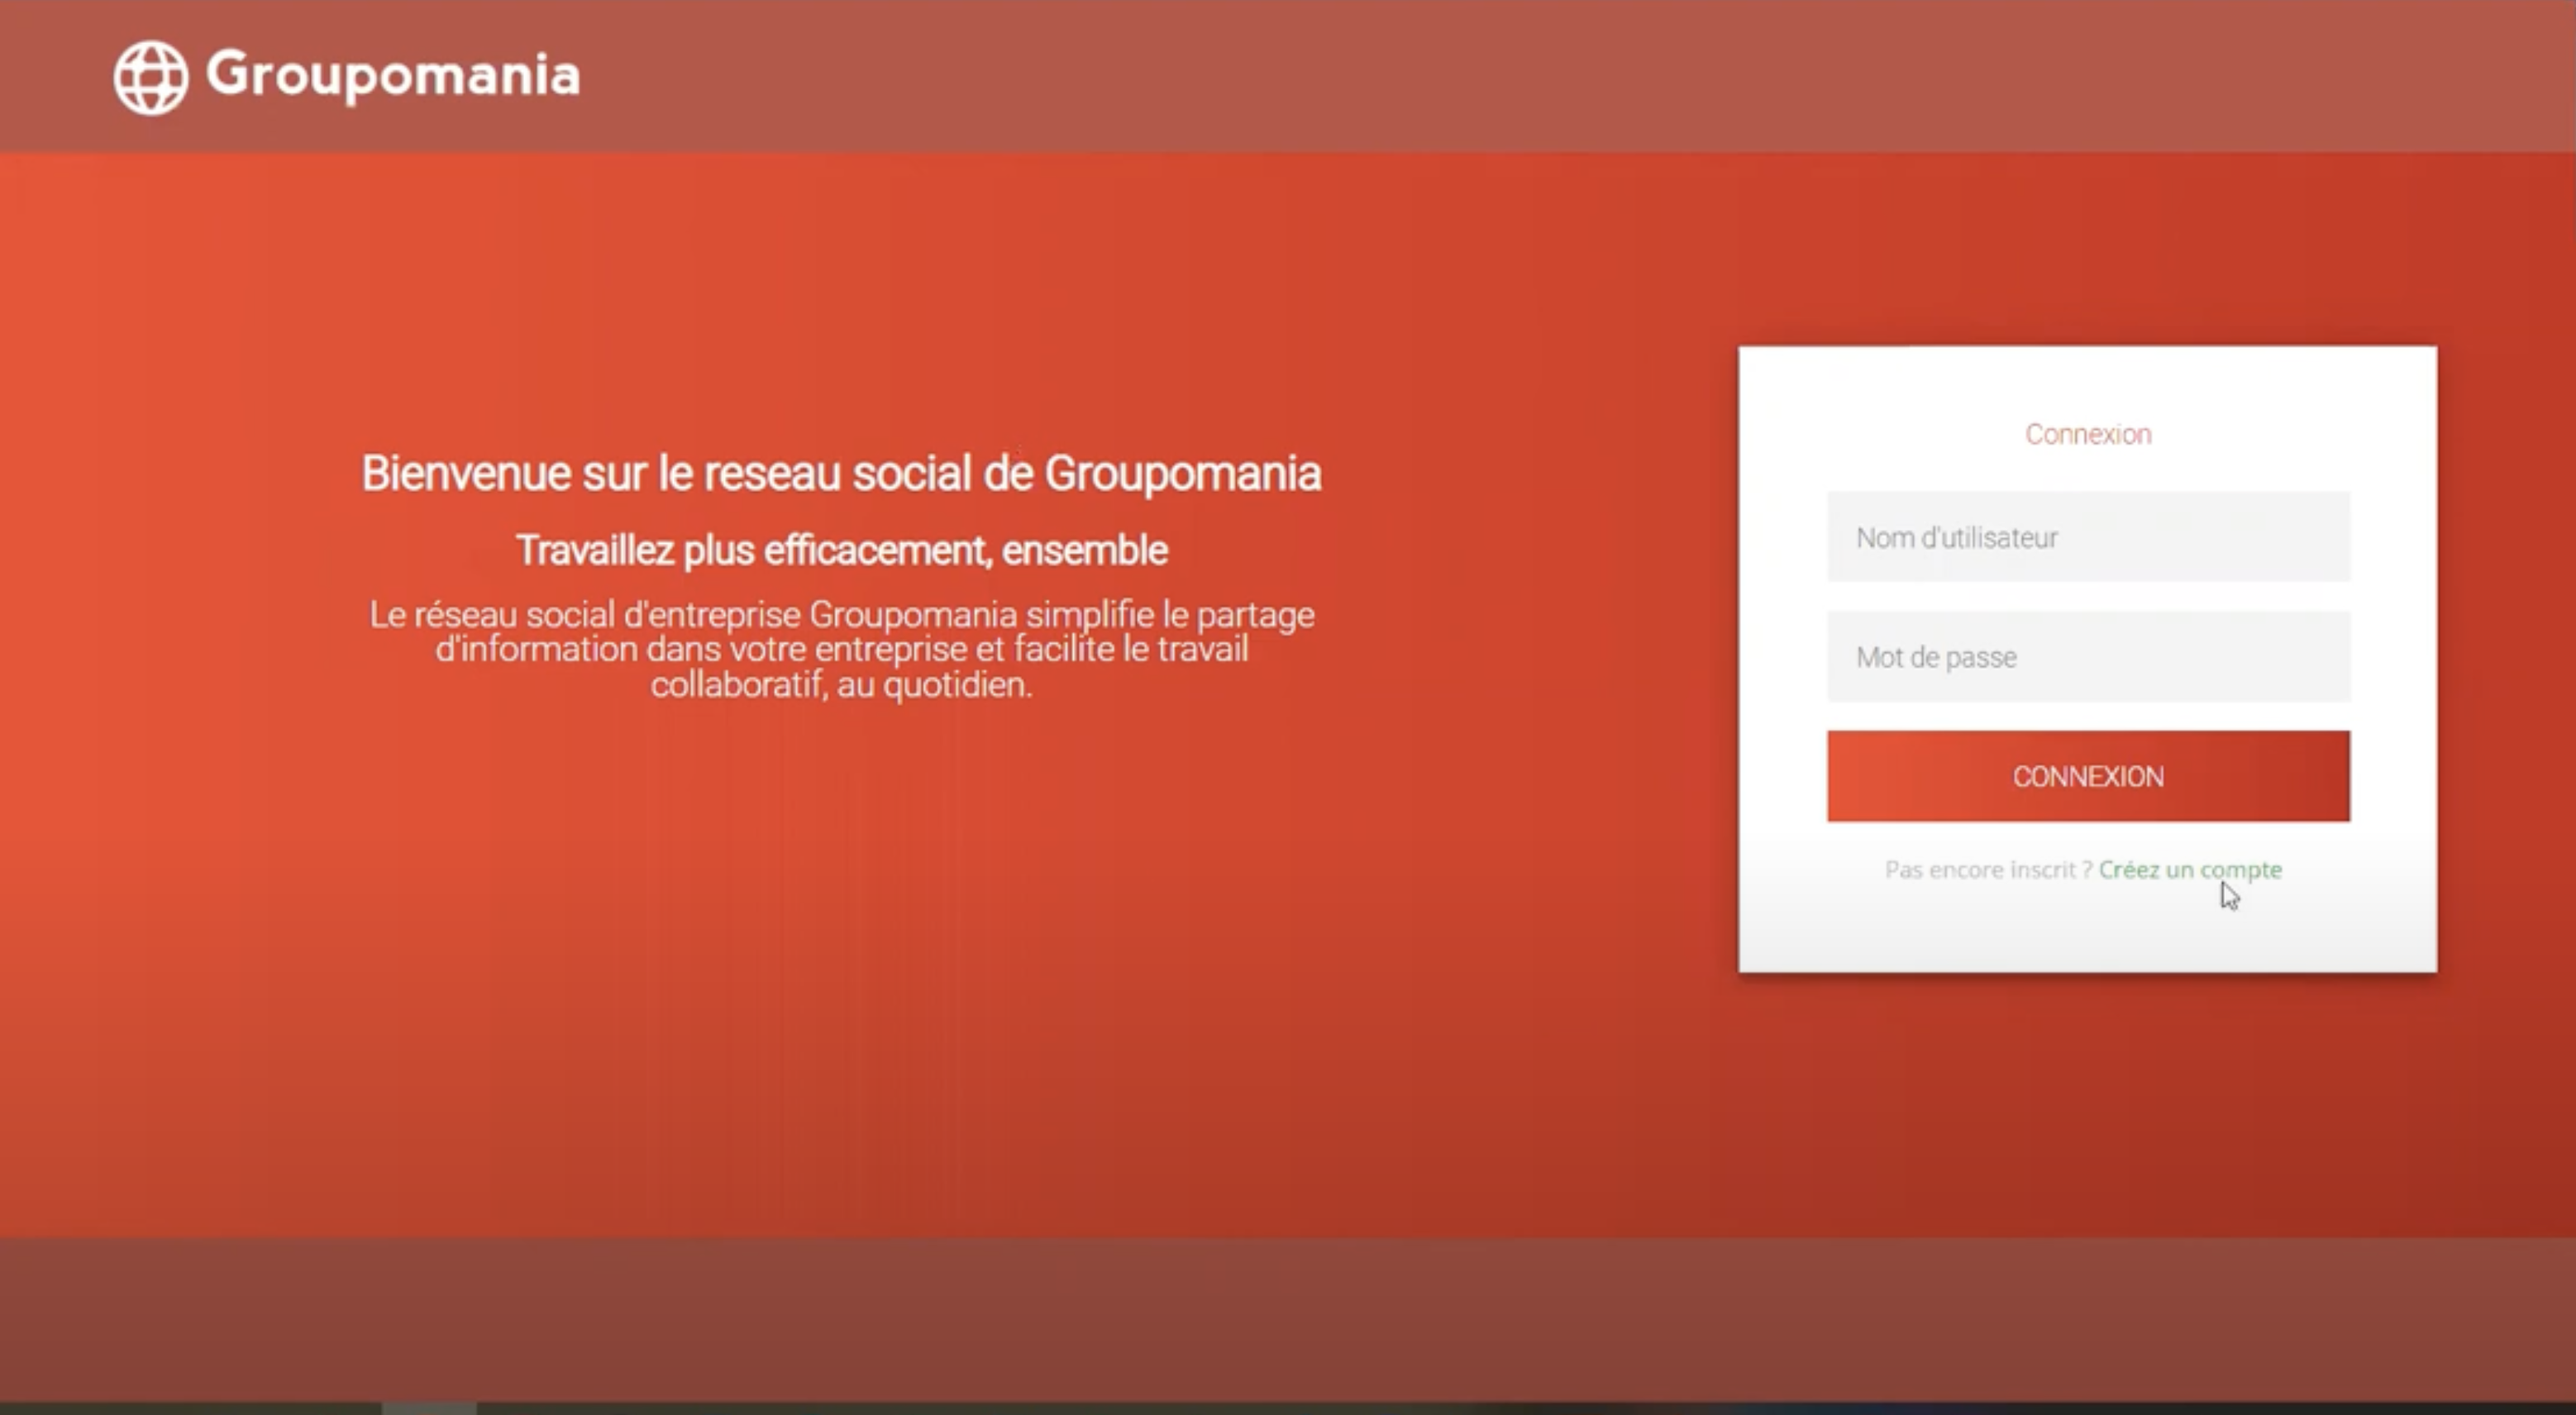 Groupomania
Bienvenue sur le reseau social de Groupomania
Travaillez plus efficacement, ensemble
Le réseau social d'entreprise Groupomania simplifie le partage
d'information dans votre entreprise et facilite le travail
collaboratif, au quotidien.
Connexion
Nom d'utilisateur
Mot de passe
CONNEXION
Pas encore inscrit ? Créez un compte